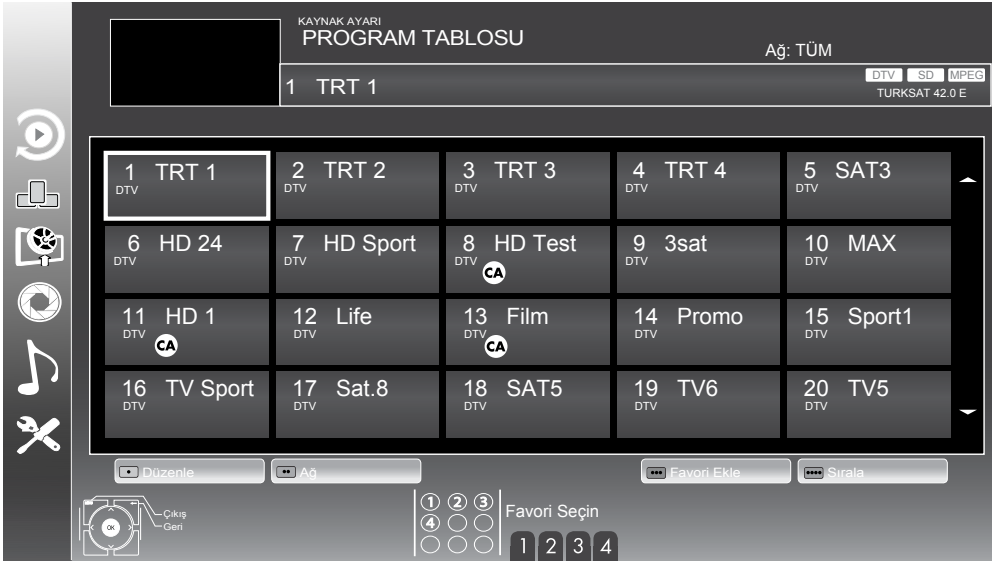 KAYNAK AYARI
PROGRAM TABLOSU
Ağ: TÜM
1 TRT 1
DTV SD MPEG
TURKSAT 42.0 E
1 TRT 1 2 TRT 2 3 TRT 3 4 TRT 4 5 SAT3
DTV DTV DTV DTV DTV
6 HD 24 7 HD Sport 8 HD Test 9 3sat 10 MAX
DTV DTV DTV DTV DTV
CA
11 HD 1 12 Life 13 Film 14 Promo 15 Sport1
DTV DTV DTV DTV DTV
CA CA
16 TV Sport 17 Sat.8 18 SAT5 19 TV6 20 TV5
DTV DTV DTV DTV DTV
Düzenle Ağ Favori Ekle Sırala
Çıkış
Geri
OK
1 2 3
4
Favori Seçin
1 2 3 4